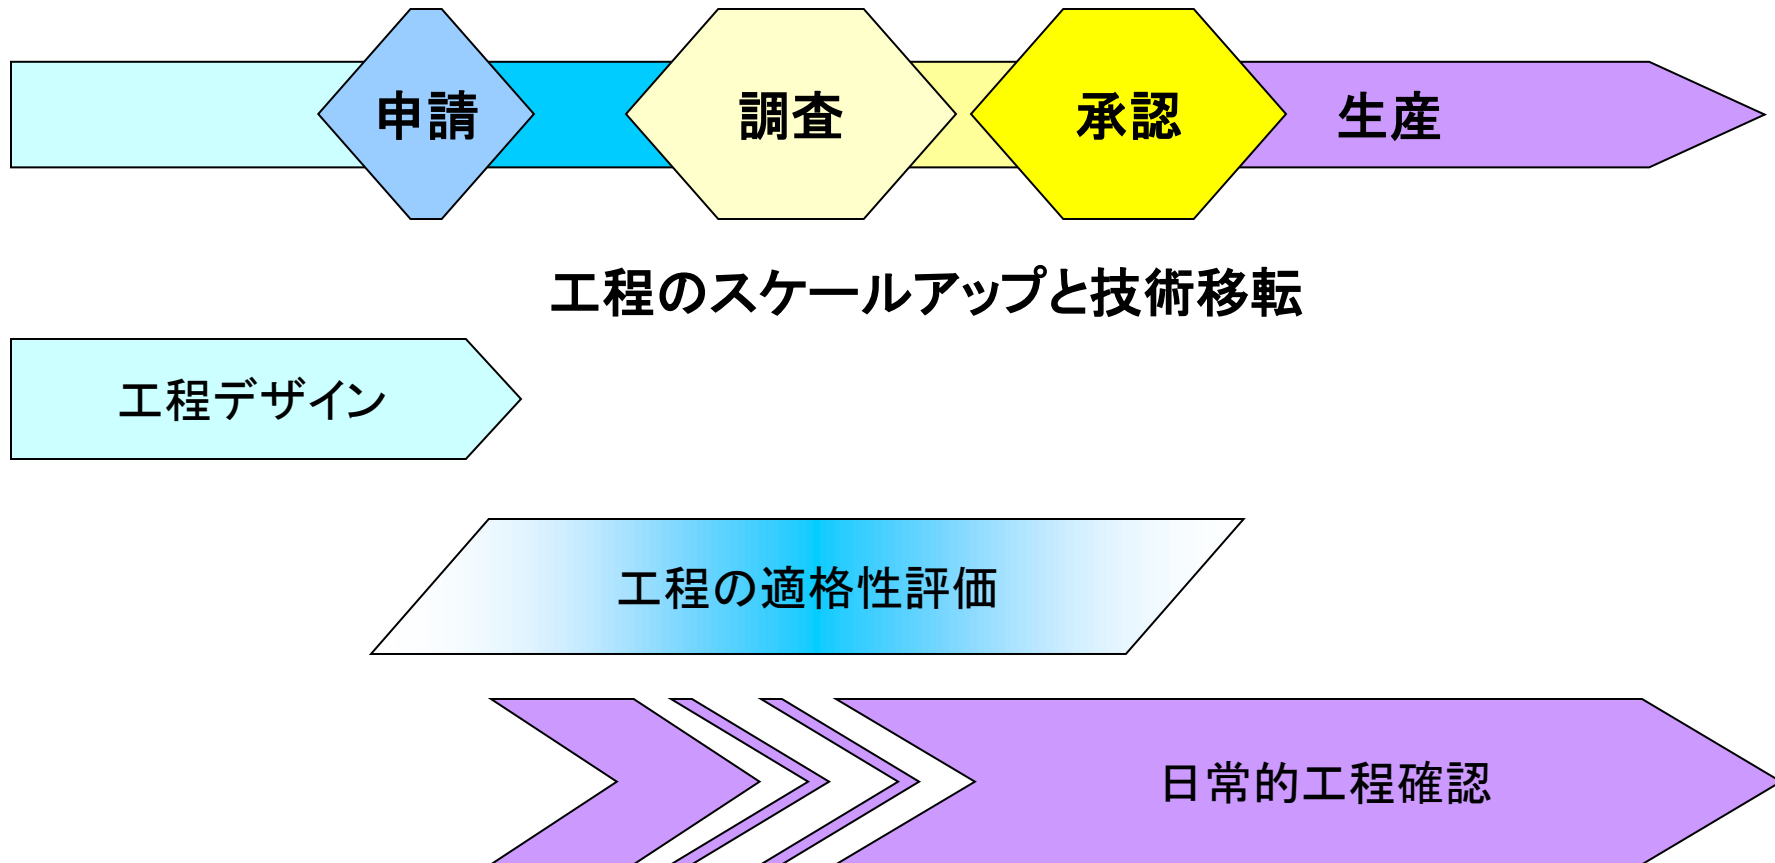 申請
調査
承認
生産
工程のスケールアップと技術移転
工程デザイン
工程の適格性評価
日常的工程確認